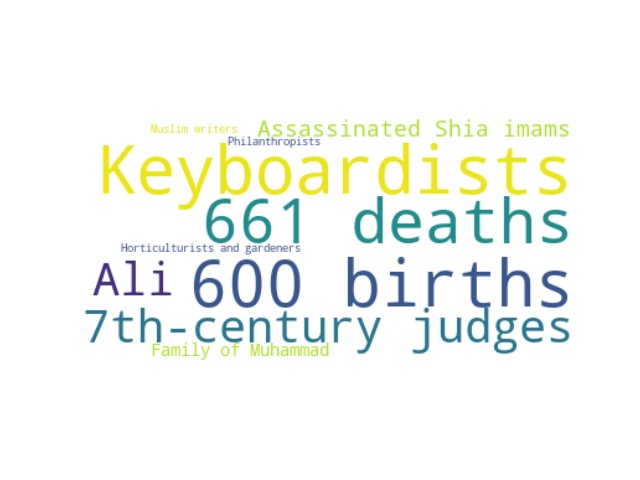 Muslim writers
Assassinated Shia imams
Philanthropists
Keyboardists
661 deaths
Horticulturists and gardeners
Ali
600 births
7th-century judges
Family of Muhammad